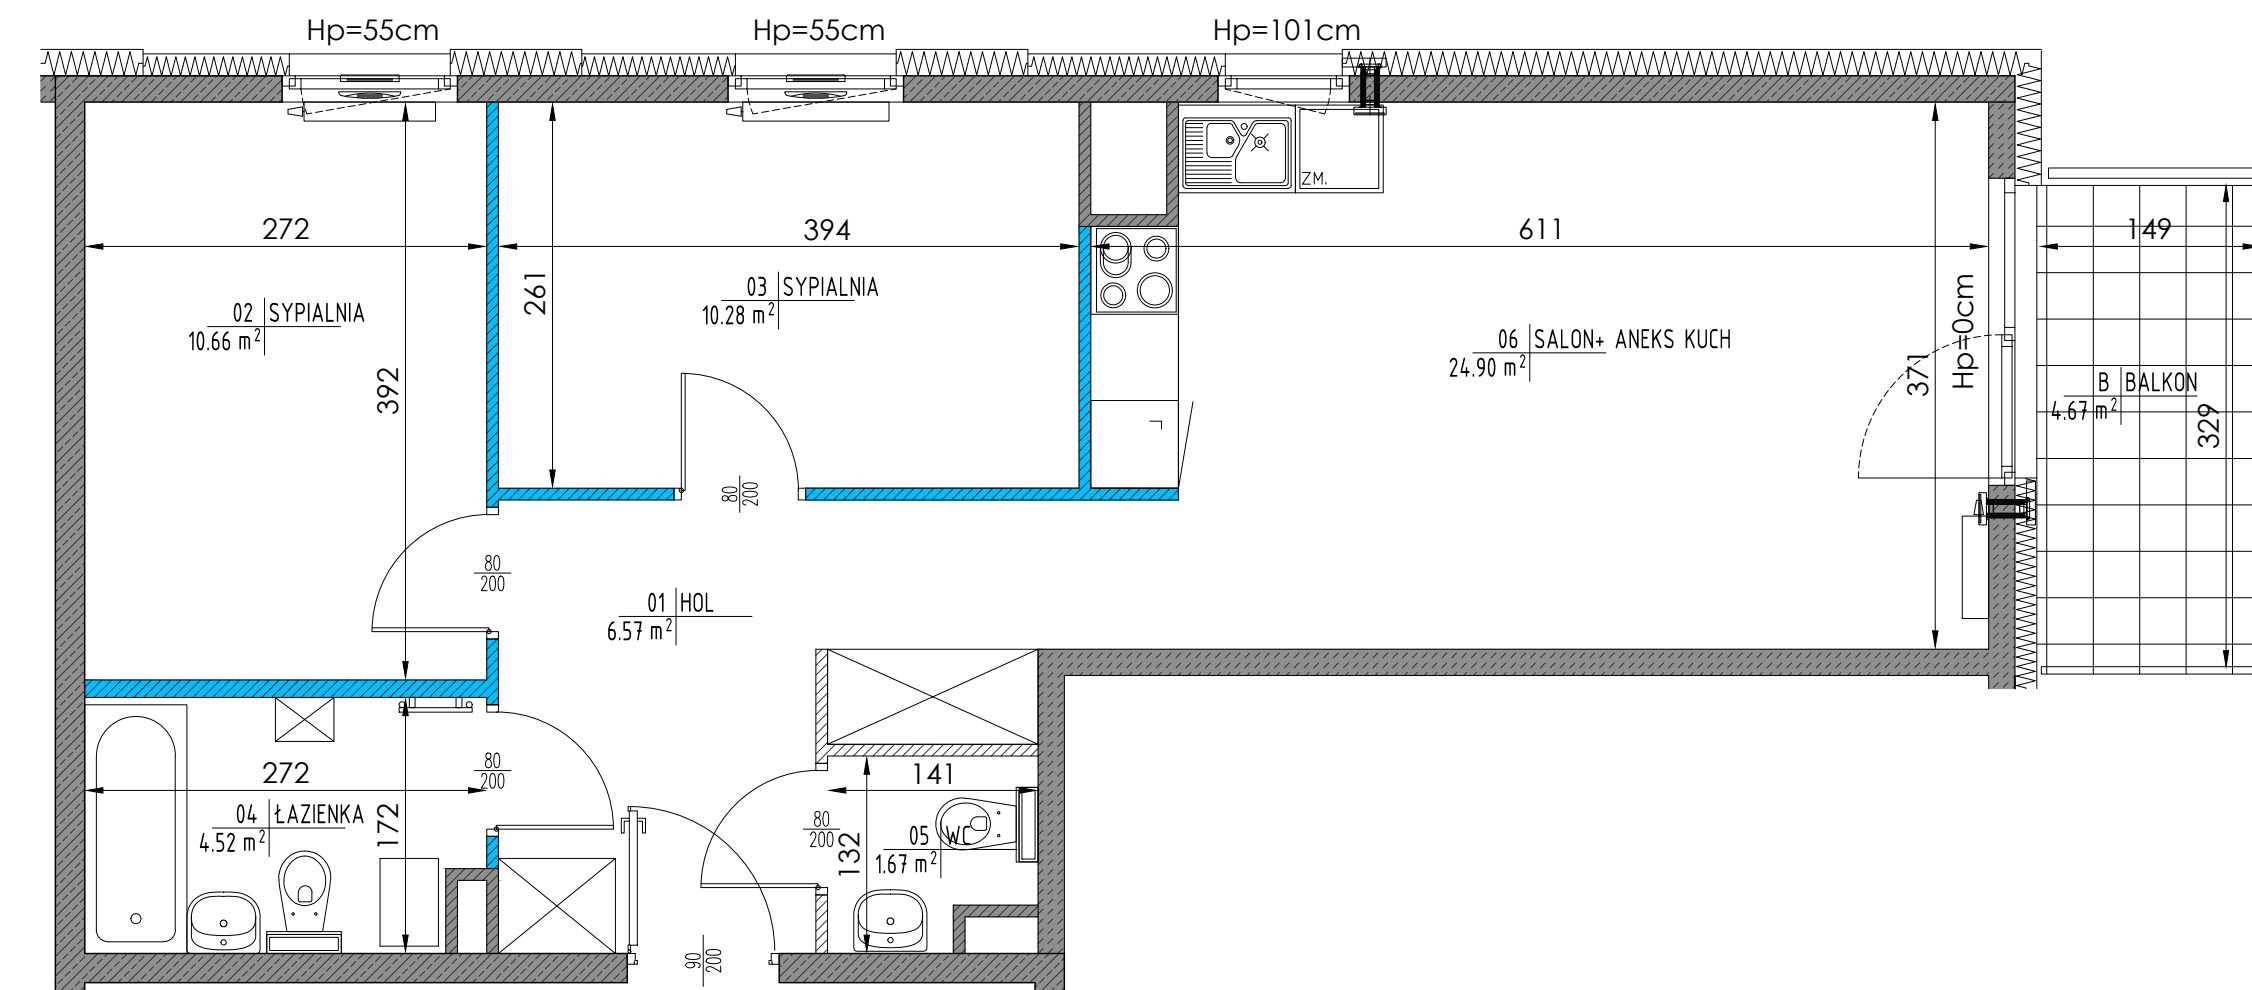 Hp=55cm
Hp=55cm
Hp=101cm
ZM.
272
394
611
149
261
02 SYPIALNIA
10.66 m²
03 SYPIALNIA
10.28 m²
06 SALON+ ANEKS KUCH
24.90 m²
Hp=0cm
371
392
B BALKON
4.67 m²
329
80
200
80
200
01 HOL
6.57 m²
80
200
272
141
04 ŁAZIENKA
4.52 m²
172
80
200
132
05 WC
1.67 m²
90
200